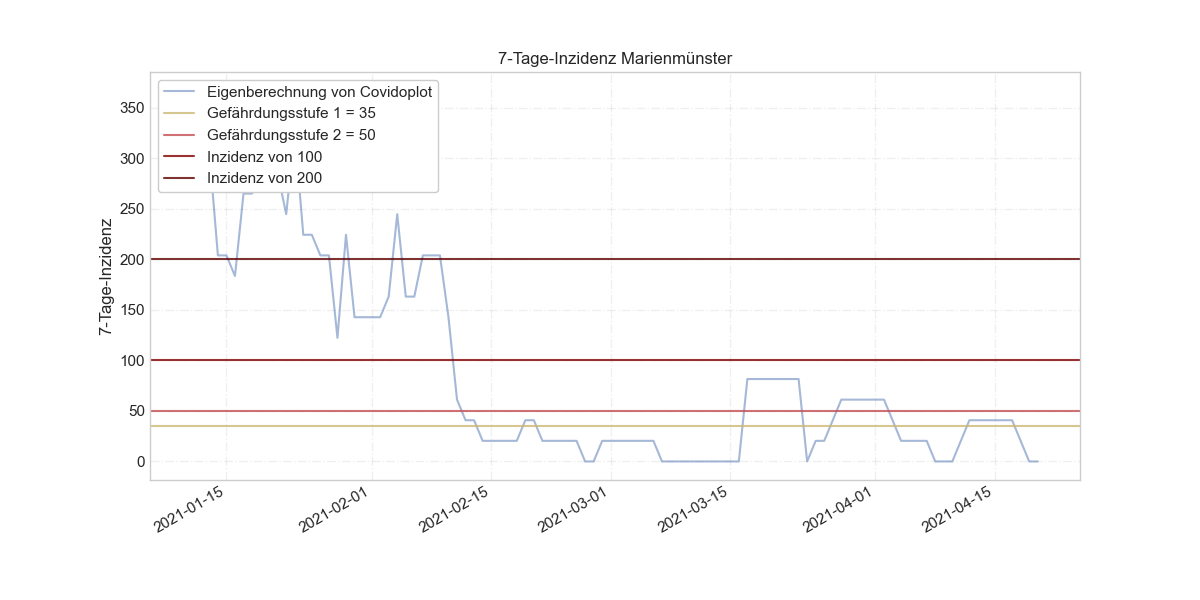 7-Tage-Inzidenz Marienmünster
Eigenberechnung von Covidoplot
Gefährdungsstufe 1 = 35
Gefährdungsstufe 2 = 50
Inzidenz von 100
Inzidenz von 200
7-Tage-Inzidenz
350
300
250
200
150
100
50
0
2021-01-15
2021-02-01
2021-02-15
2021-03-01
2021-03-15
2021-04-01
2021-04-15